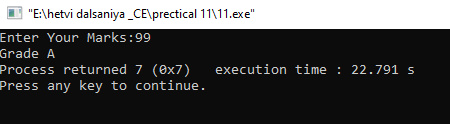 "E:\hetvi dalsaniya _CE\prectical 11\11.exe"
Enter Your Marks:99
Grade A
Process returned 7 (0x7)   execution time : 22.791 s
Press any key to continue.